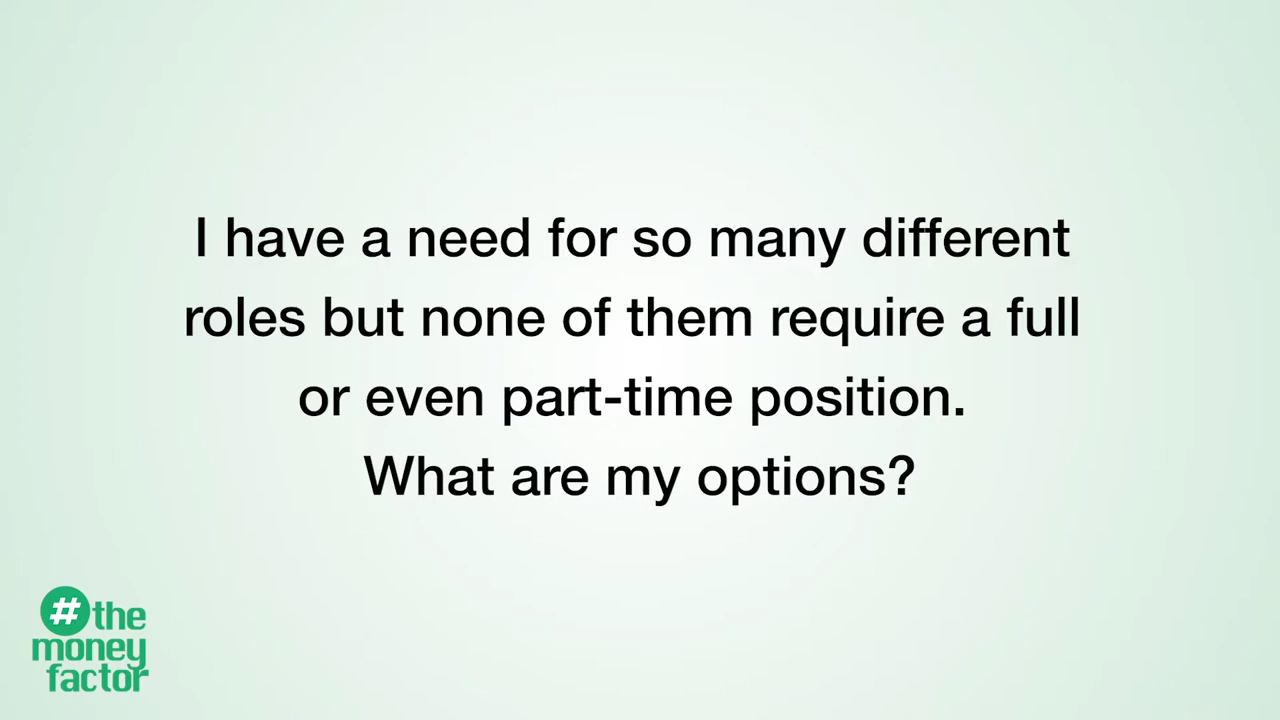 I have a need for so many different
roles but none of them require a full
or even part-time position.
What are my options?
#the
money
factor